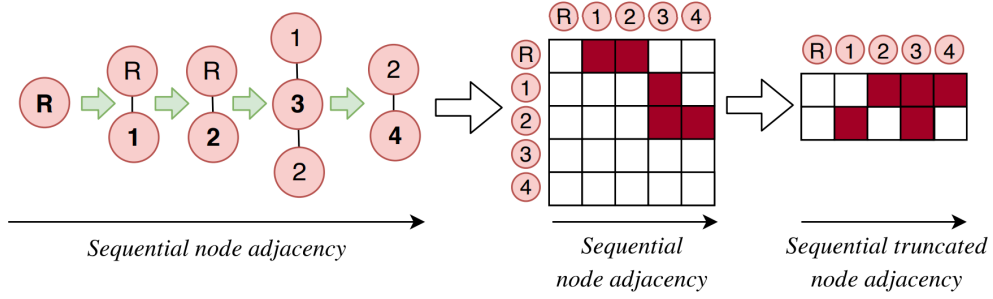 R 1 2 3 4
R 1 2 3 4
1
R R 2
R 3
1 2 4
2
R
1
2
3
4
Sequential node adjacency
Sequential
node adjacency
Sequential truncated
node adjacency